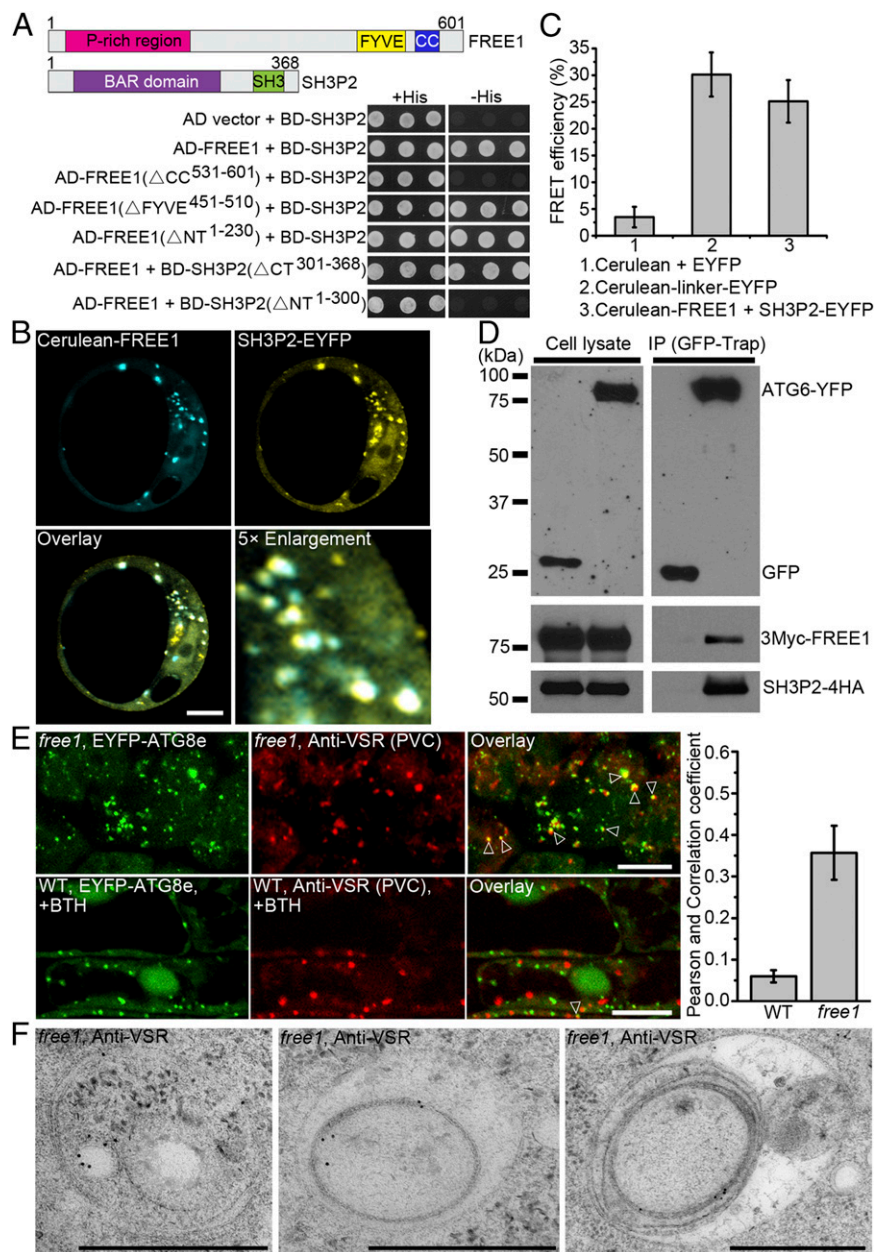 A
1 601
P-rich region FYVE CC FREE1
1 368
BAR domain SH3 SH3P2
+His -His
AD vector + BD-SH3P2
AD-FREE1 + BD-SH3P2
AD-FREE1(△CC531-601) + BD-SH3P2
AD-FREE1(△FYVE451-510) + BD-SH3P2
AD-FREE1(△NT1-230) + BD-SH3P2
AD-FREE1 + BD-SH3P2(△CT301-368)
AD-FREE1 + BD-SH3P2(△NT1-300)
C
FRET efficiency (%)
35
30
25
20
15
10
5
0
1 2 3
1.Cerulean + EYFP
2.Cerulean-linker-EYFP
3.Cerulean-FREE1 + SH3P2-EYFP
B
Cerulean-FREE1 SH3P2-EYFP
Overlay 5× Enlargement
D
(kDa) Cell lysate IP (GFP-Trap)
100
75
50
37
25
ATG6-YFP
GFP
75
3Myc-FREE1
50
SH3P2-4HA
E
free1, EYFP-ATG8e free1, Anti-VSR (PVC) Overlay
WT, EYFP-ATG8e, +BTH
WT, Anti-VSR (PVC), +BTH
Overlay
Pearson and Correlation coefficient
0.6
0.5
0.4
0.3
0.2
0.1
0.0
WT free1
F
free1, Anti-VSR free1, Anti-VSR free1, Anti-VSR